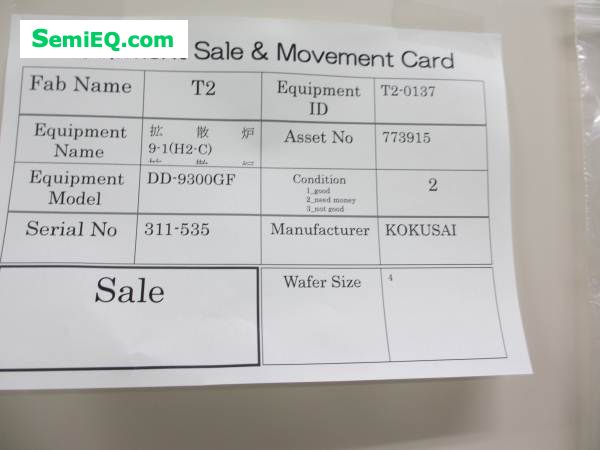 SemiEQ.com
Sale & Movement Card
Fab Name
T2
Equipment
ID
T2-0137
Equipment
Name
拡 散 炉
9-1(H2-C)
Asset No
773915
Equipment
Model
DD-9300GF
Condition
1_good
2_need money
3_not good
2
Serial No
311-535
Manufacturer
KOKUSAI
Sale
Wafer Size
4